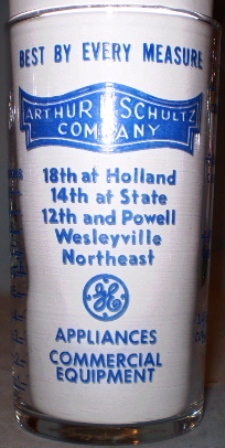 BEST BY EVERY MEASURE
ARTHUR F. SCHULTZ
COMPANY
18th at Holland
14th at State
12th and Powell
Wesleyville
Northeast
GE
APPLIANCES
COMMERCIAL
EQUIPMENT